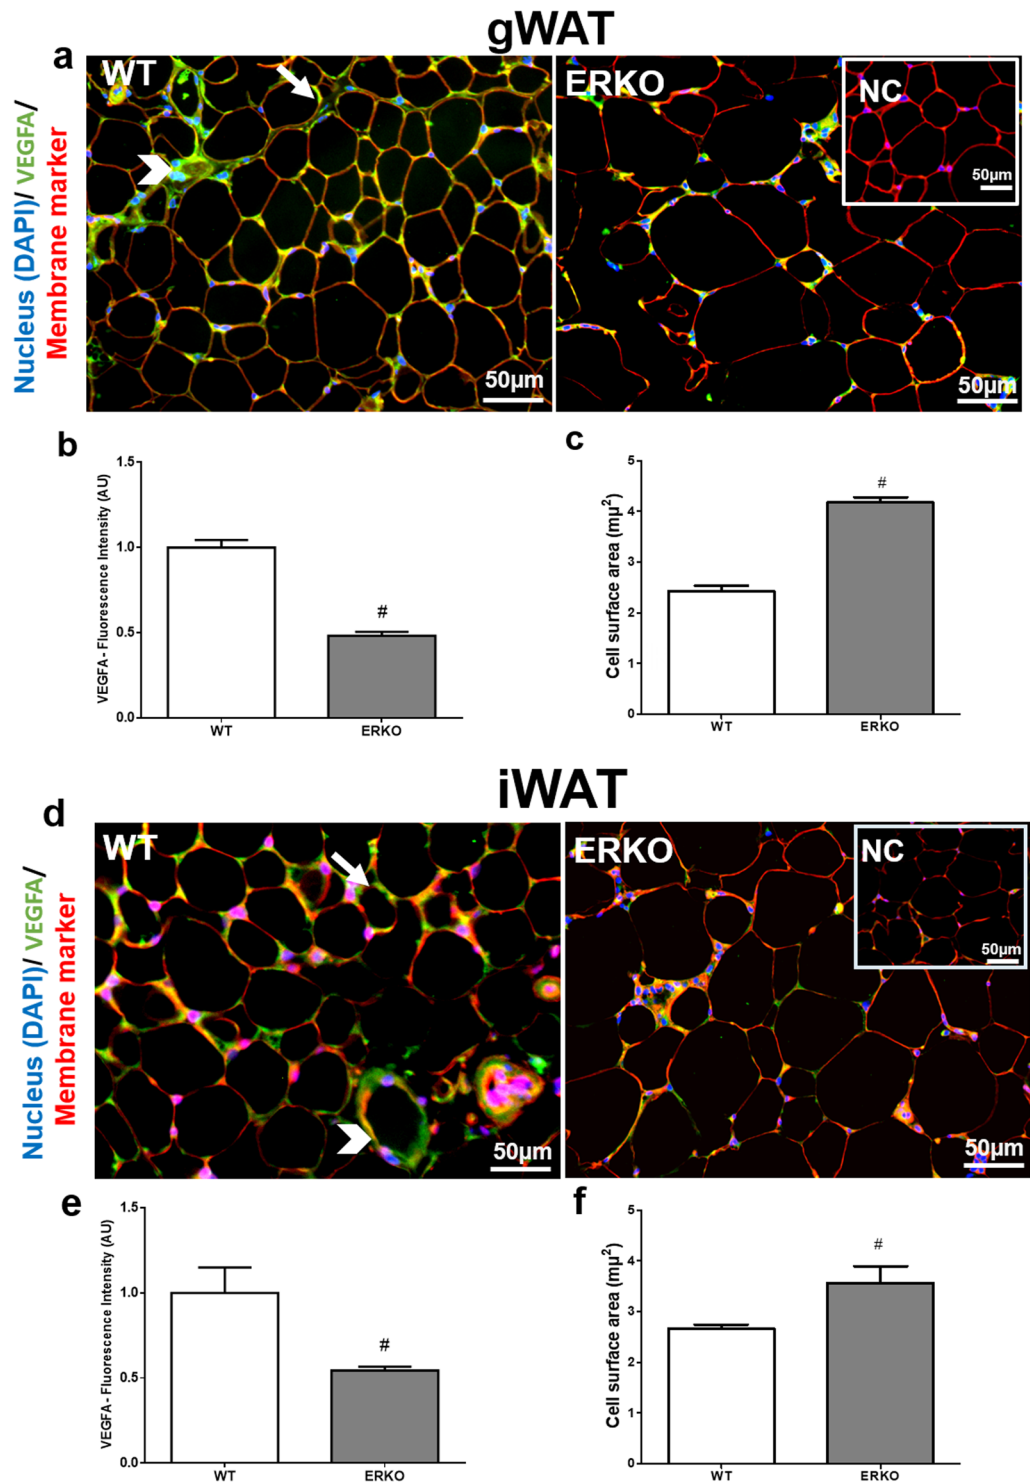 gWAT
a
WT
ERKO
NC
50µm
50µm
50µm
Nucleus (DAPI)/ VEGFA/
Membrane marker
b
VEGFA - Fluorescence Intensity (AU)
1.5
1.0
0.5
0.0
#
WT
ERKO
c
Cell surface area (mµ²)
5
4
3
2
1
0
#
WT
ERKO
iWAT
d
WT
ERKO
NC
50µm
50µm
50µm
Nucleus (DAPI)/ VEGFA/
Membrane marker
e
VEGFA - Fluorescence Intensity (AU)
1.5
1.0
0.5
0.0
#
WT
ERKO
f
Cell surface area (mµ²)
5
4
3
2
1
0
#
WT
ERKO